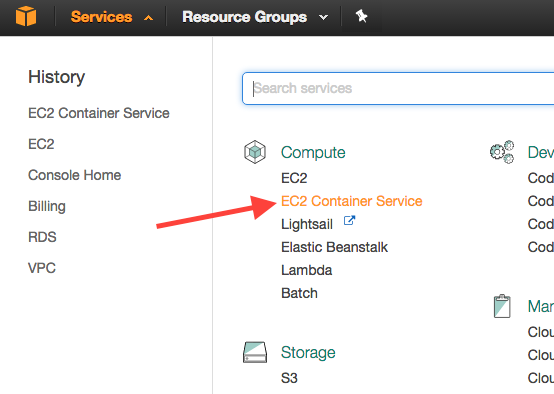 Services
Resource Groups
History
EC2 Container Service
EC2
Console Home
Billing
RDS
VPC
Search services
Compute
EC2
EC2 Container Service
Lightsail
Elastic Beanstalk
Lambda
Batch
Storage
S3
Dev
Cod
Cod
Cod
Cod
Man
Clou
Clou
Clou